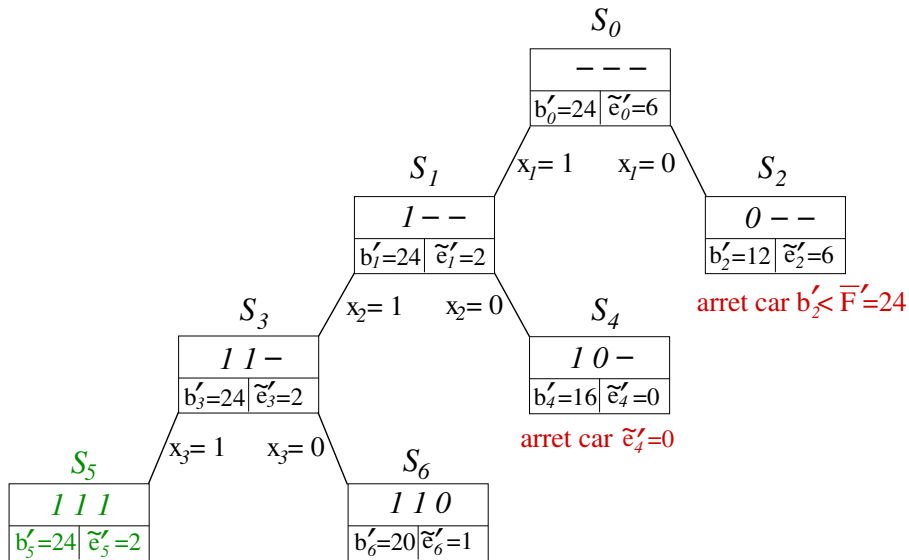 S₀
– – –
b′₀=24 ẽ′₀=6
x₁= 1 x₁= 0
S₁ S₂
1 – – 0 – –
b′₁=24 ẽ′₁=2 b′₂=12 ẽ′₂=6
arret car b′₂< F̅′=24
x₂= 1 x₂= 0
S₃ S₄
1 1 – 1 0 –
b′₃=24 ẽ′₃=2 b′₄=16 ẽ′₄=0
arret car ẽ′₄=0
x₃= 1 x₃= 0
S₅ S₆
1 1 1 1 1 0
b′₅=24 ẽ′₅=2 b′₆=20 ẽ′₆=1